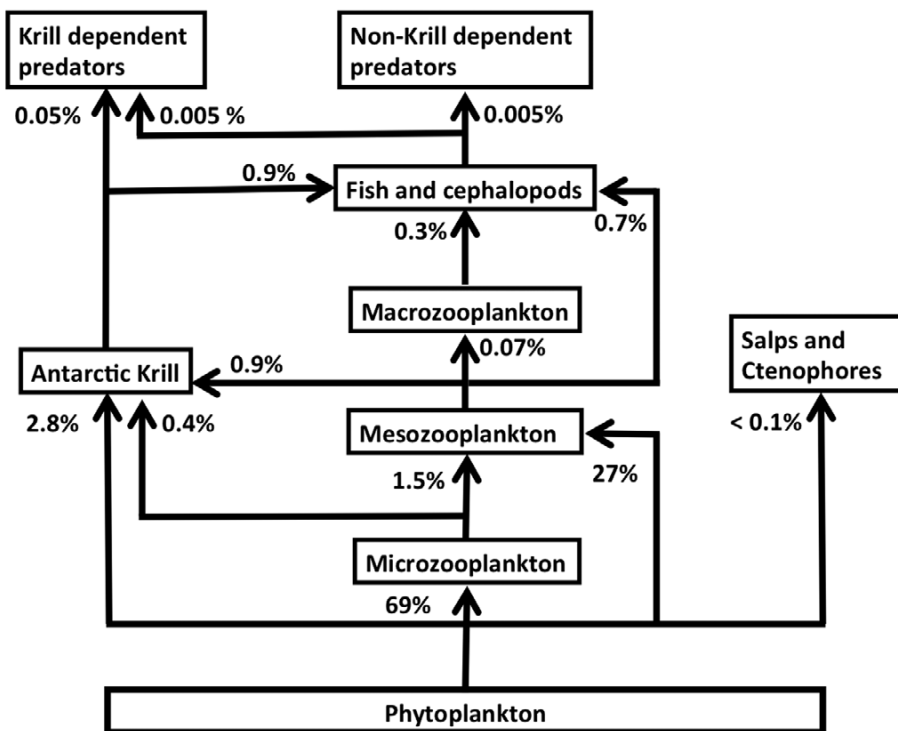 Krill dependent
predators
Non-Krill dependent
predators
0.05%
0.005 %
0.005%
0.9%
Fish and cephalopods
0.3%
0.7%
Macrozooplankton
0.07%
Salps and
Ctenophores
Antarctic Krill
0.9%
2.8%
0.4%
Mesozooplankton
< 0.1%
1.5%
27%
Microzooplankton
69%
Phytoplankton